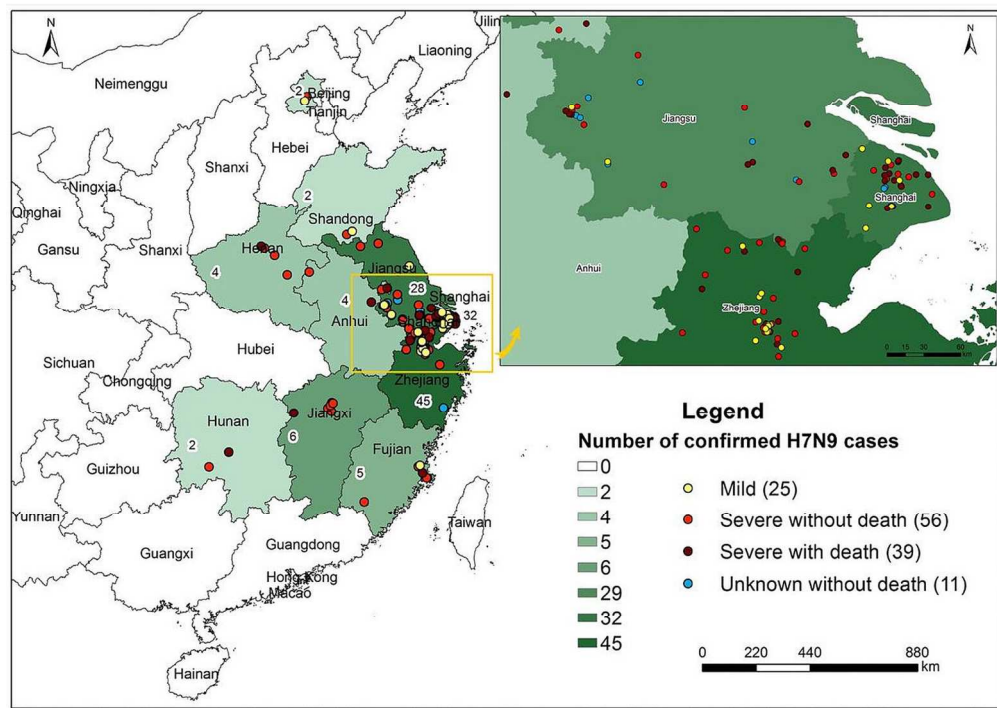 N
Jilin
Liaoning
Neimenggu
2
Beijing
Tianjin
Hebei
Shanxi
Ningxia
2
Qinghai
Shandong
Gansu
Shanxi
Henan
4
Jiangsu
28
4
Shanghai
32
Anhui
Hubei
Sichuan
Chongqing
Zhejiang
45
Hunan
Jiangxi
2
6
Fujian
5
Guizhou
Yunnan
Taiwan
Guangxi
Guangdong
Hong Kong
Macao
Hainan
N
Jiangsu
Shanghai
Shanghai
Anhui
Zhejiang
0 15 30 60
km
Legend
Number of confirmed H7N9 cases
0
2
4
5
6
29
32
45
Mild (25)
Severe without death (56)
Severe with death (39)
Unknown without death (11)
0 220 440 880
km